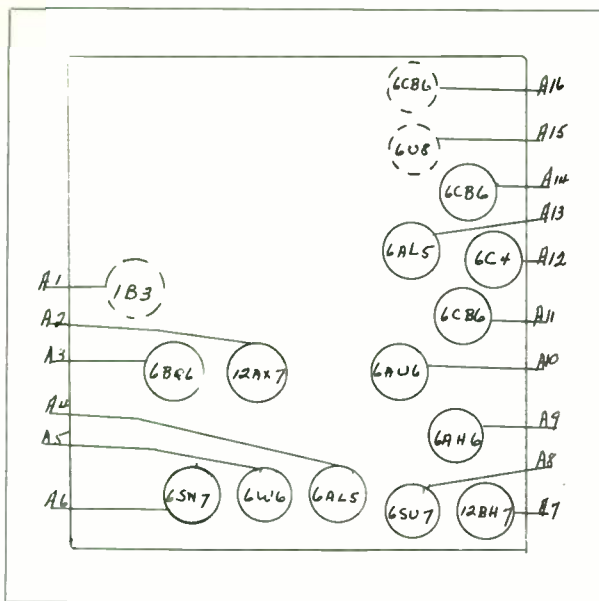 6CB6 A16
6U8 A15
6CB6 A14
A13
6AL5 6C4 A12
A1 1B3
A2 6CB6 A11
A3 6BQ6 12AX7 6AU6 A10
A4
A5 6AH6 A9
A8
A6 6SN7 6W6 6AL5 6SU7 12BH7 A7